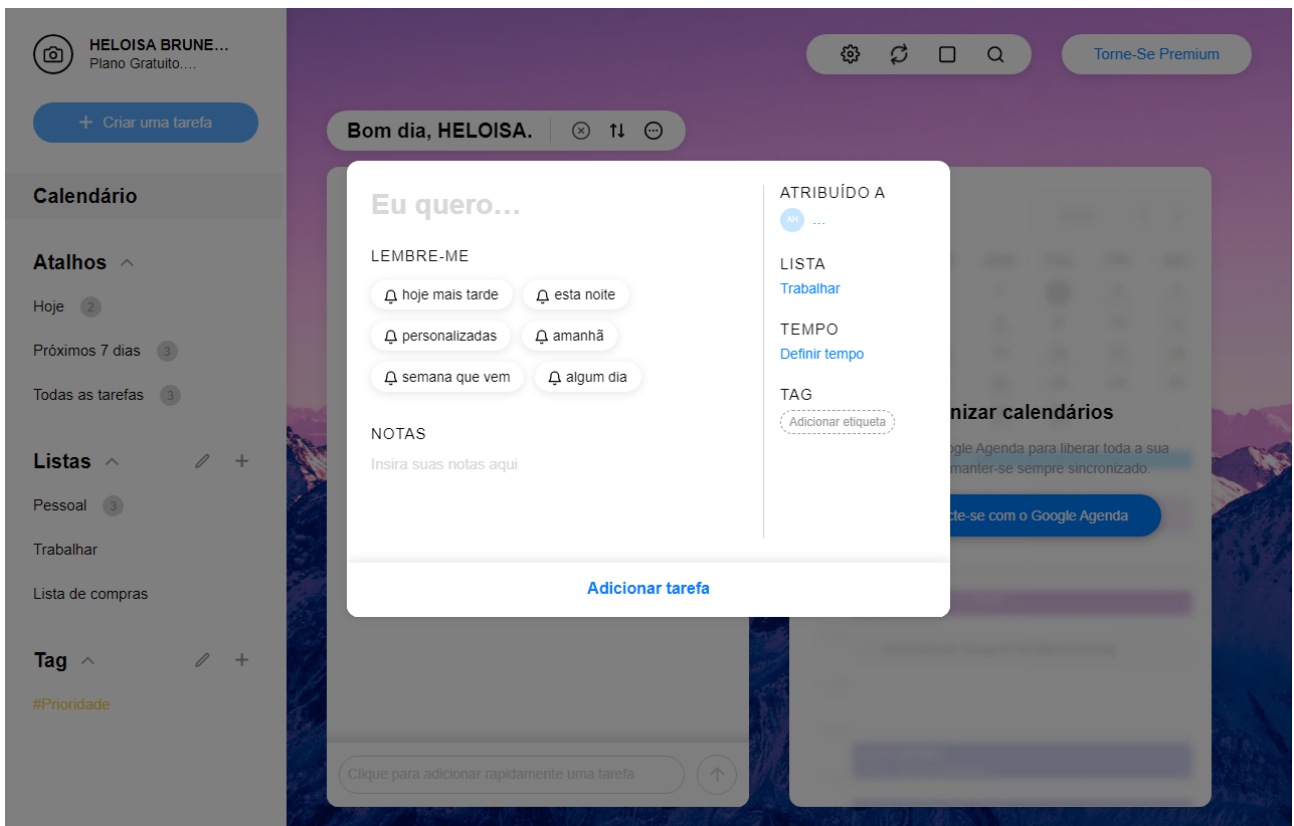 HELOISA BRUNE...
Plano Gratuito....
+ Criar uma tarefa
Calendário
Atalhos
Hoje 2
Próximos 7 dias 3
Todas as tarefas 3
Listas
Pessoal 3
Trabalhar
Lista de compras
Tag
#Prioridade
Torne-Se Premium
Bom dia, HELOISA.
Eu quero...
LEMBRE-ME
hoje mais tarde
esta noite
personalizadas
amanhã
semana que vem
algum dia
NOTAS
Insira suas notas aqui
ATRIBUÍDO A
AH ...
LISTA
Trabalhar
TEMPO
Definir tempo
TAG
Adicionar etiqueta
Adicionar tarefa
nizar calendários
gle Agenda para liberar toda a sua
manter-se sempre sincronizado.
te-se com o Google Agenda
Clique para adicionar rapidamente uma tarefa